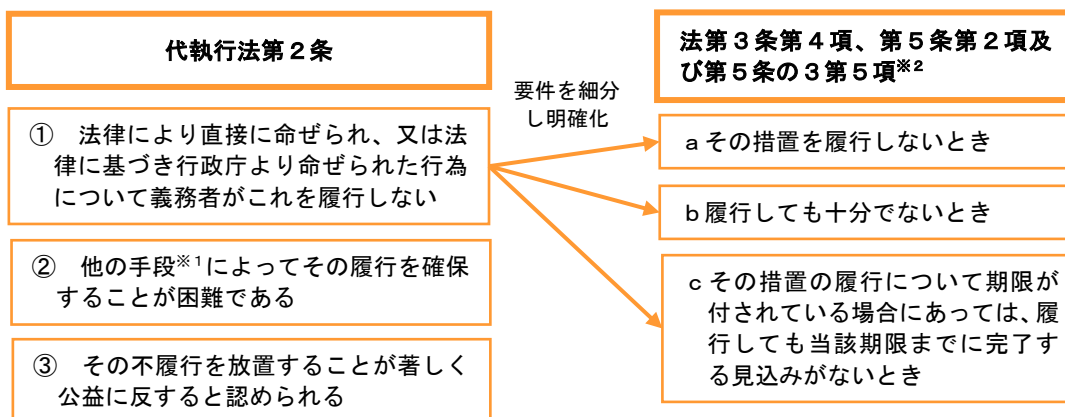 代執行法第２条
① 法律により直接に命ぜられ、又は法
律に基づき行政庁より命ぜられた行為
について義務者がこれを履行しない
② 他の手段※1によってその履行を確保
することが困難である
③ その不履行を放置することが著しく
公益に反すると認められる
要件を細分
し明確化
法第３条第４項、第５条第２項及
び第５条の３第５項※2
ａその措置を履行しないとき
ｂ履行しても十分でないとき
ｃその措置の履行について期限が
付されている場合にあっては、履
行しても当該期限までに完了す
る見込みがないとき